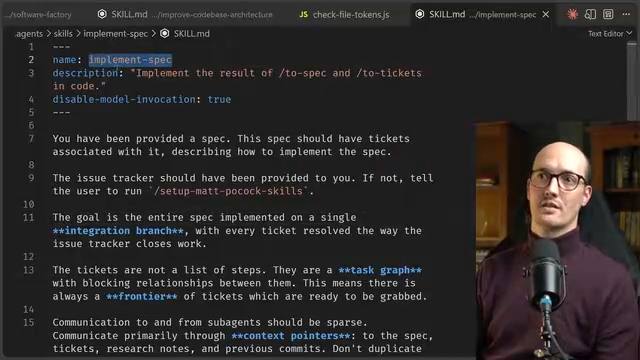 /software-factory
SKILL.md .../improve-codebase-architecture
JS check-file-tokens.js
SKILL.md .../implement-spec
.agents > skills > implement-spec > SKILL.md
Text Editor
1 ---
2 name: implement-spec
3 description: "Implement the result of /to-spec and /to-tickets
in code."
4 disable-model-invocation: true
5 ---
6
7 You have been provided a spec. This spec should have tickets
associated with it, describing how to implement the spec.
8
9 The issue tracker should have been provided to you. If not, tell
the user to run `/setup-matt-pocock-skills`.
10
11 The goal is the entire spec implemented on a single
**integration branch**, with every ticket resolved the way the
issue tracker closes work.
12
13 The tickets are not a list of steps. They are a **task graph**
with blocking relationships between them. This means there is
always a **frontier** of tickets which are ready to be grabbed.
14
15 Communication to and from subagents should be sparse.
Communicate primarily through **context pointers**: to the spec,
tickets, research notes, and previous commits. Don't duplicate